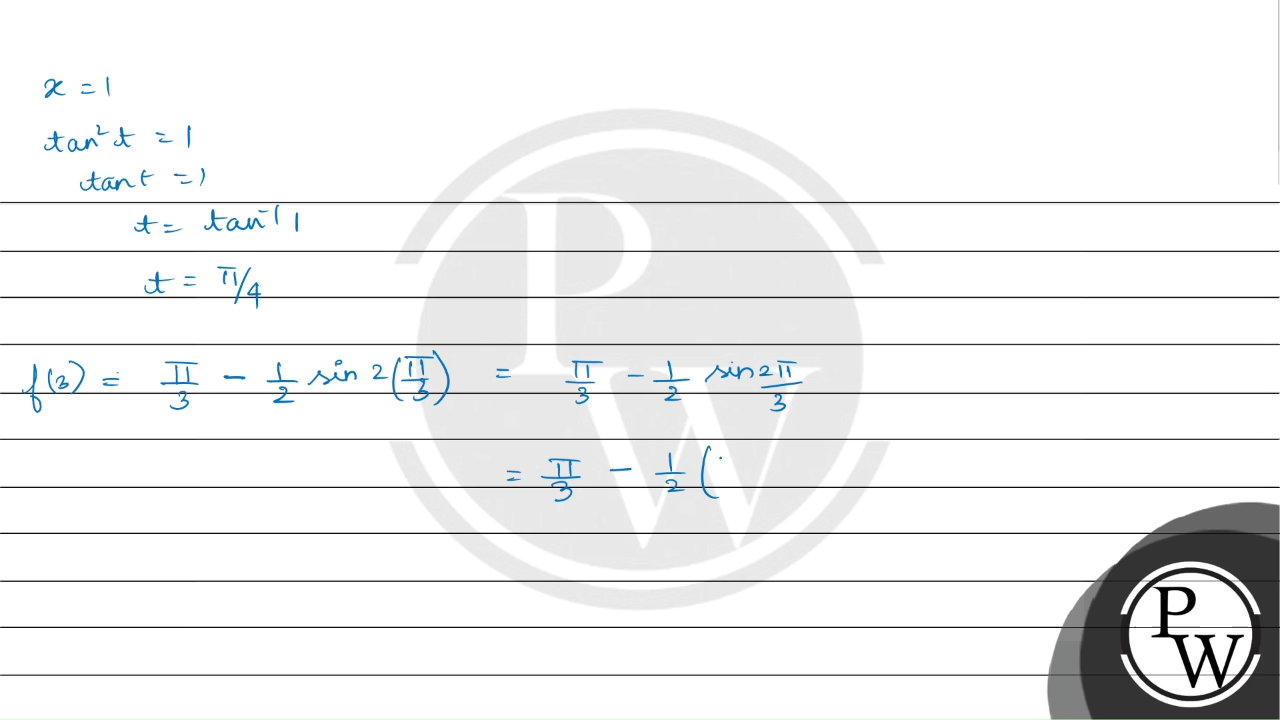 x = 1
tan²t = 1
tan t = 1
t = tan⁻¹ 1
t = π/4
f(3) = π/3 - 1/2 sin 2(π/3) = π/3 - 1/2 sin 2π/3
= π/3 - 1/2 (
P W
P W